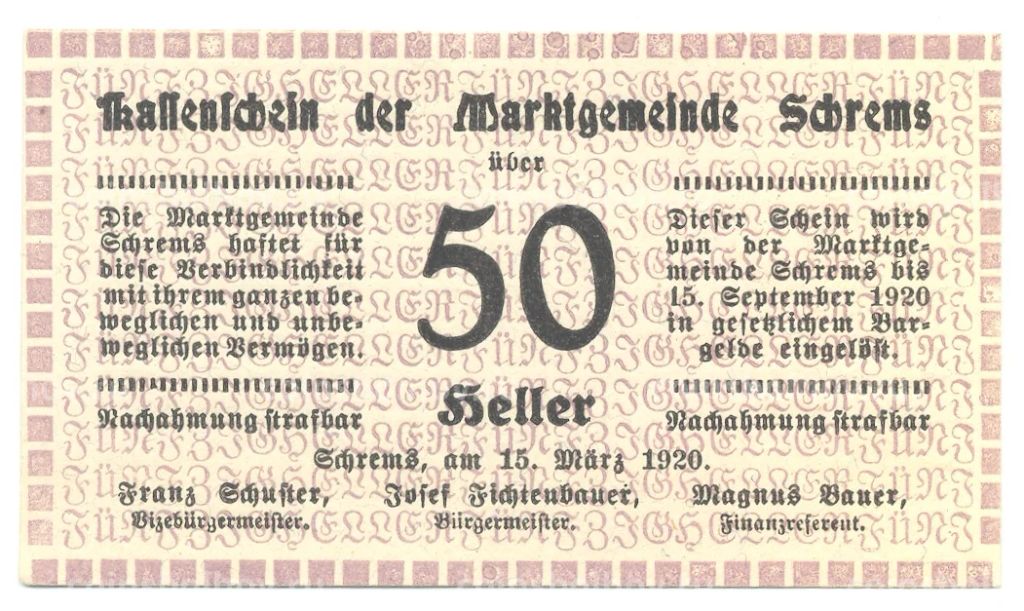 Kassenschein der Marktgemeinde Schrems
über
50
Heller
Die Marktgemeinde
Schrems haftet für
diese Verbindlichkeit
mit ihrem ganzen be-
weglichen und unbe-
weglichen Vermögen.
Nachahmung strafbar
Dieser Schein wird
von der Marktge-
meinde Schrems bis
15. September 1920
in gesetzlichem Bar-
gelde eingelöst.
Nachahmung strafbar
Schrems, am 15. März 1920.
Franz Schuster,
Vizebürgermeister.
Josef Fichtenbauer,
Bürgermeister.
Magnus Bauer,
Finanzreferent.
FÜNFZIGHELLERFÜNFZIGHELLERFÜNF